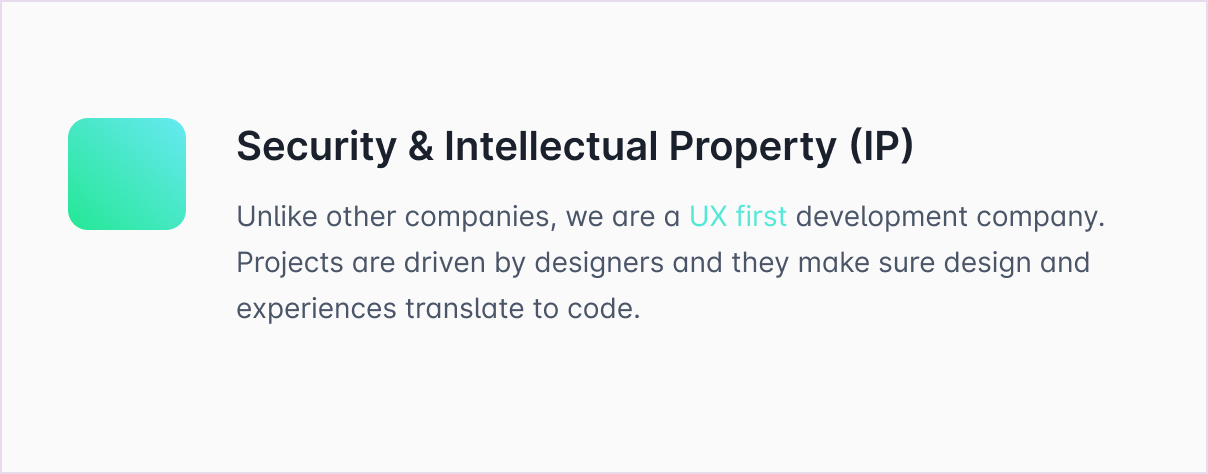 Security & Intellectual Property (IP)
Unlike other companies, we are a UX first development company.
Projects are driven by designers and they make sure design and
experiences translate to code.